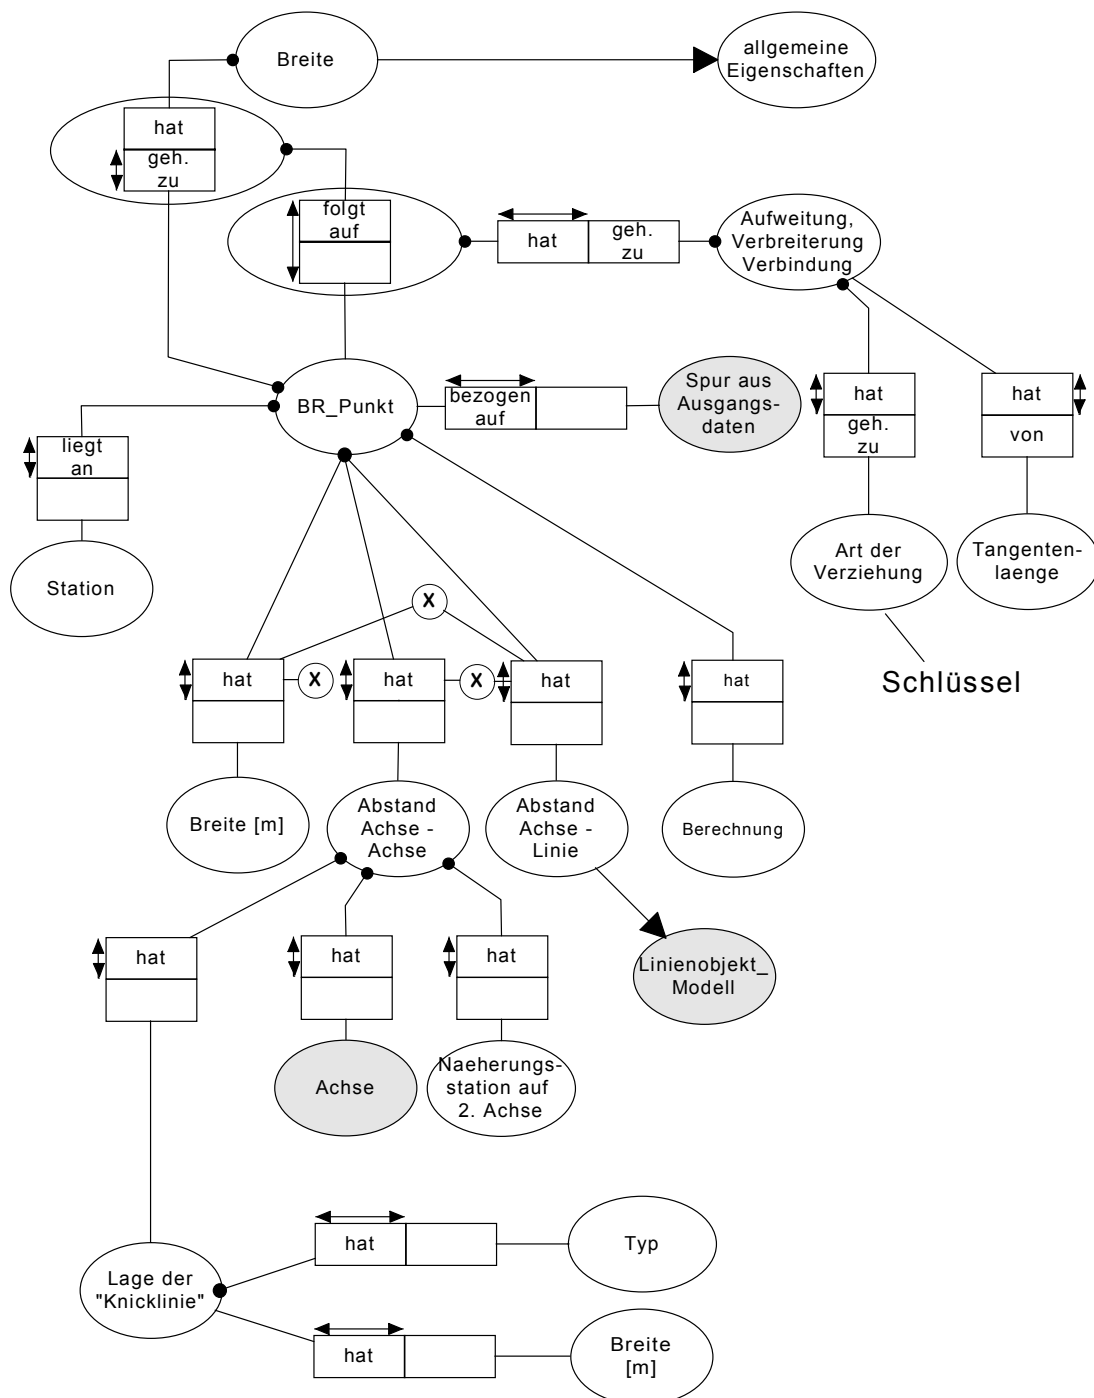 Breite
allgemeine
Eigenschaften
hat
geh.
zu
folgt
auf
hat
geh.
zu
Aufweitung,
Verbreiterung
Verbindung
BR_Punkt
bezogen
auf
Spur aus
Ausgangs-
daten
hat
geh.
zu
hat
von
liegt
an
Station
Art der
Verziehung
Tangenten-
laenge
Schlüssel
X
hat
X
hat
X
hat
hat
Breite [m]
Abstand
Achse -
Achse
Abstand
Achse -
Linie
Berechnung
hat
hat
hat
Linienobjekt_
Modell
Achse
Naeherungs-
station auf
2. Achse
Lage der
"Knicklinie"
hat
Typ
hat
Breite
[m]